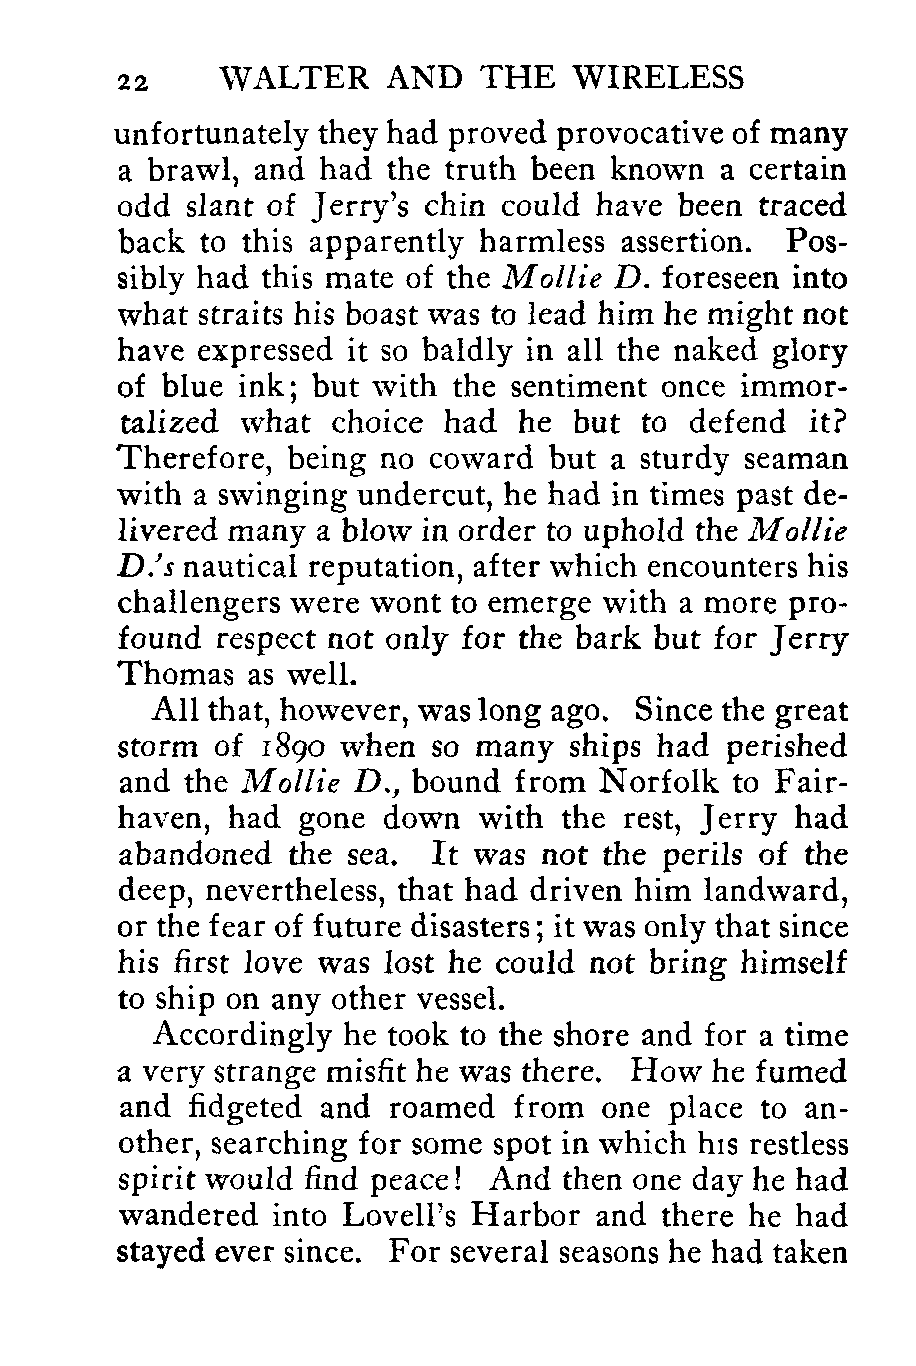 22 WALTER AND THE WIRELESS
unfortunately they had proved provocative of many
a brawl, and had the truth been known a certain
odd slant of Jerry's chin could have been traced
back to this apparently harmless assertion. Pos-
sibly had this mate of the Mollie D. foreseen into
what straits his boast was to lead him he might not
have expressed it so baldly in all the naked glory
of blue ink; but with the sentiment once immor-
talized what choice had he but to defend it?
Therefore, being no coward but a sturdy seaman
with a swinging undercut, he had in times past de-
livered many a blow in order to uphold the Mollie
D.'s nautical reputation, after which encounters his
challengers were wont to emerge with a more pro-
found respect not only for the bark but for Jerry
Thomas as well.
All that, however, was long ago. Since the great
storm of 1890 when so many ships had perished
and the Mollie D., bound from Norfolk to Fair-
haven, had gone down with the rest, Jerry had
abandoned the sea. It was not the perils of the
deep, nevertheless, that had driven him landward,
or the fear of future disasters; it was only that since
his first love was lost he could not bring himself
to ship on any other vessel.
Accordingly he took to the shore and for a time
a very strange misfit he was there. How he fumed
and fidgeted and roamed from one place to an-
other, searching for some spot in which his restless
spirit would find peace! And then one day he had
wandered into Lovell's Harbor and there he had
stayed ever since. For several seasons he had taken